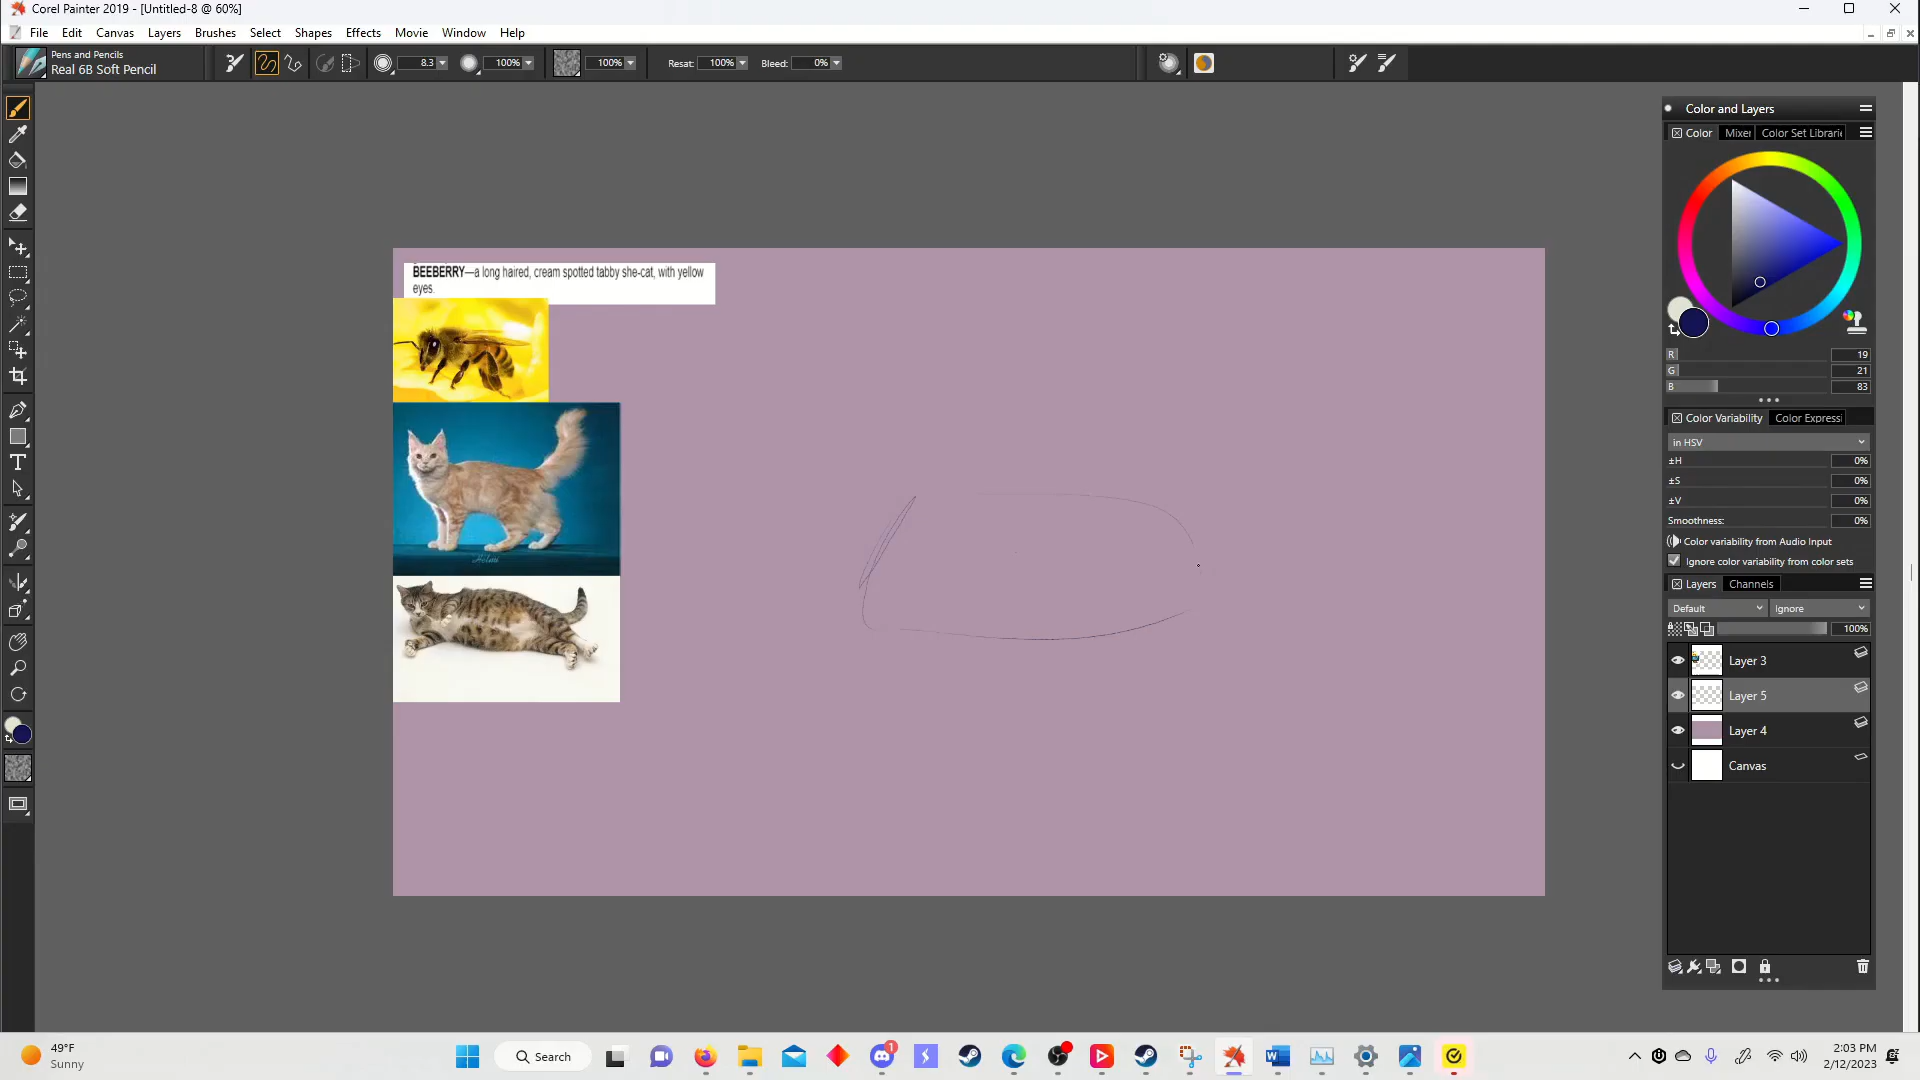 Corel Painter 2019 - [Untitled-8 @ 60%]
File Edit Canvas Layers Brushes Select Shapes Effects Movie Window Help
Pens and Pencils
Real 6B Soft Pencil
8.3 100% 100% Resat: 100% Bleed: 0%
BEEBERRY—a long haired, cream spotted tabby she-cat, with yellow
eyes.
Color and Layers
Color Mixer Color Set Librarie
R 19
G 21
B 83
Color Variability Color Expressi
in HSV
±H 0%
±S 0%
±V 0%
Smoothness: 0%
Color variability from Audio Input
Ignore color variability from color sets
Layers Channels
Default Ignore
100%
Layer 3
Layer 5
Layer 4
Canvas
49°F
Sunny
Search
1
2:03 PM
2/12/2023